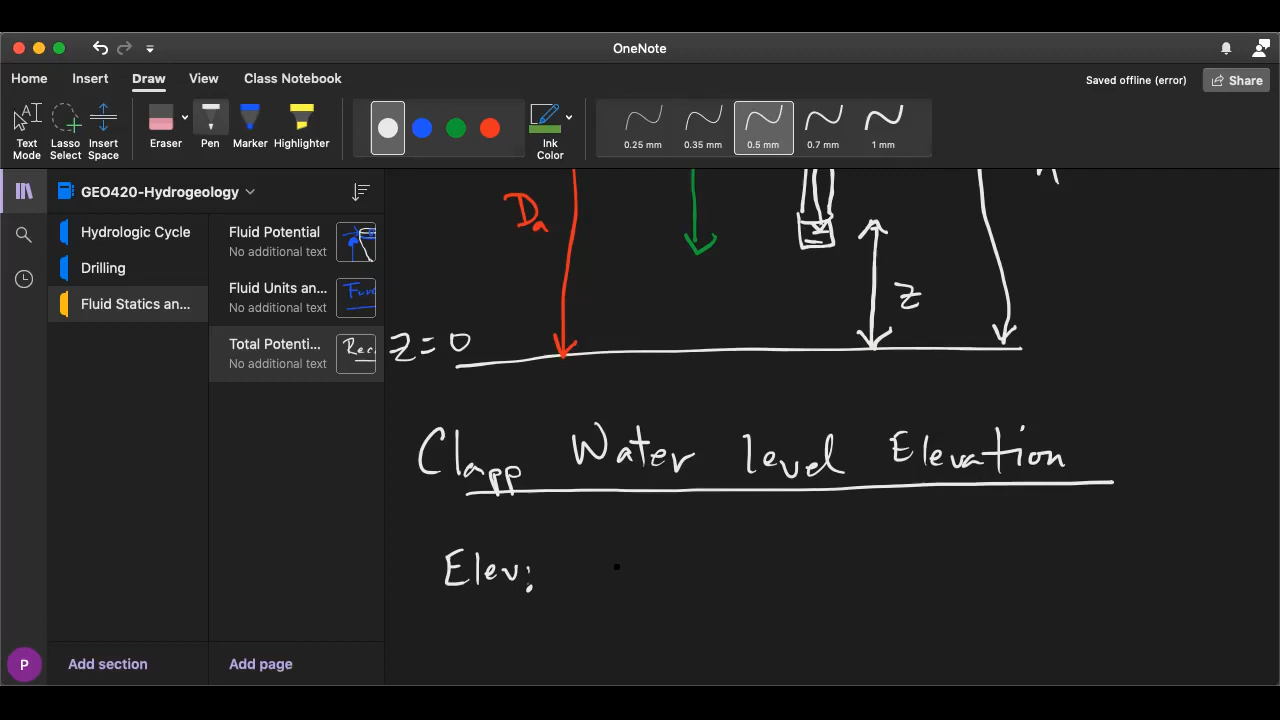 OneNote
Home Insert Draw View Class Notebook
Saved offline (error) Share
Text Mode
Lasso Select
Insert Space
Eraser
Pen
Marker
Highlighter
Ink Color
0.25 mm
0.35 mm
0.5 mm
0.7 mm
1 mm
GEO420-Hydrogeology
Hydrologic Cycle
Drilling
Fluid Statics an...
Fluid Potential
No additional text
Fluid Units an...
No additional text
Total Potenti...
No additional text
Rec
Da
z
z = 0
Clapp Water level Elevation
Elev:
P
Add section
Add page